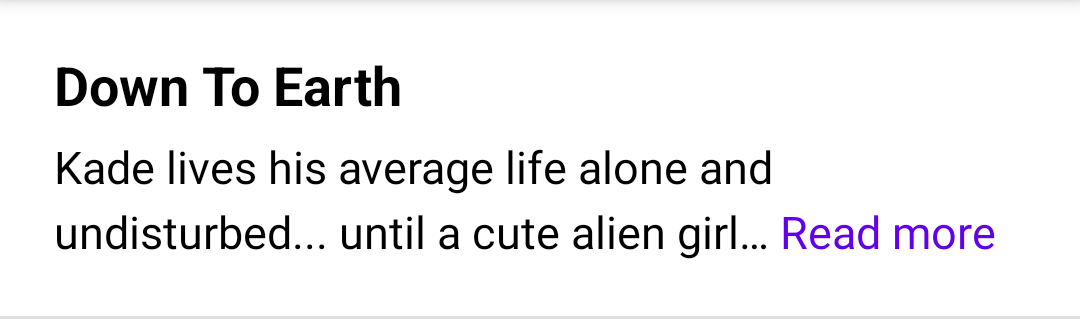 Down To Earth
Kade lives his average life alone and
undisturbed... until a cute alien girl... Read more